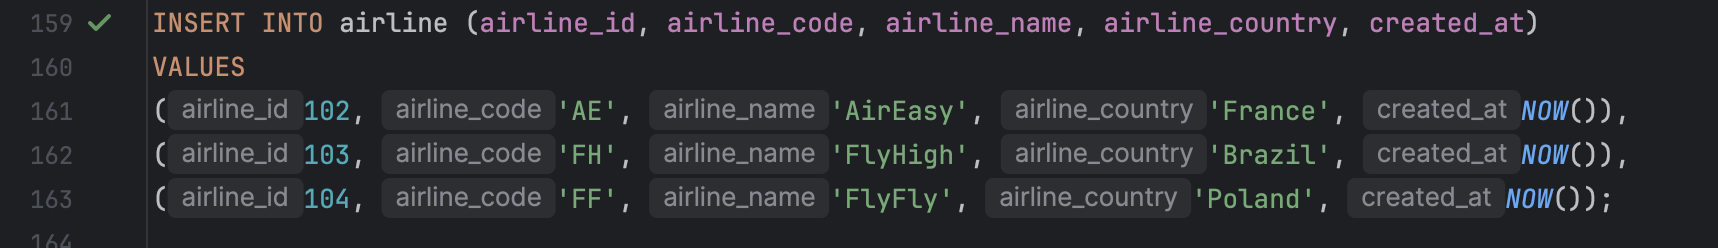 159 INSERT INTO airline (airline_id, airline_code, airline_name, airline_country, created_at)
160 VALUES
161 ( airline_id 102, airline_code 'AE', airline_name 'AirEasy', airline_country 'France', created_at NOW()),
162 ( airline_id 103, airline_code 'FH', airline_name 'FlyHigh', airline_country 'Brazil', created_at NOW()),
163 ( airline_id 104, airline_code 'FF', airline_name 'FlyFly', airline_country 'Poland', created_at NOW());
164